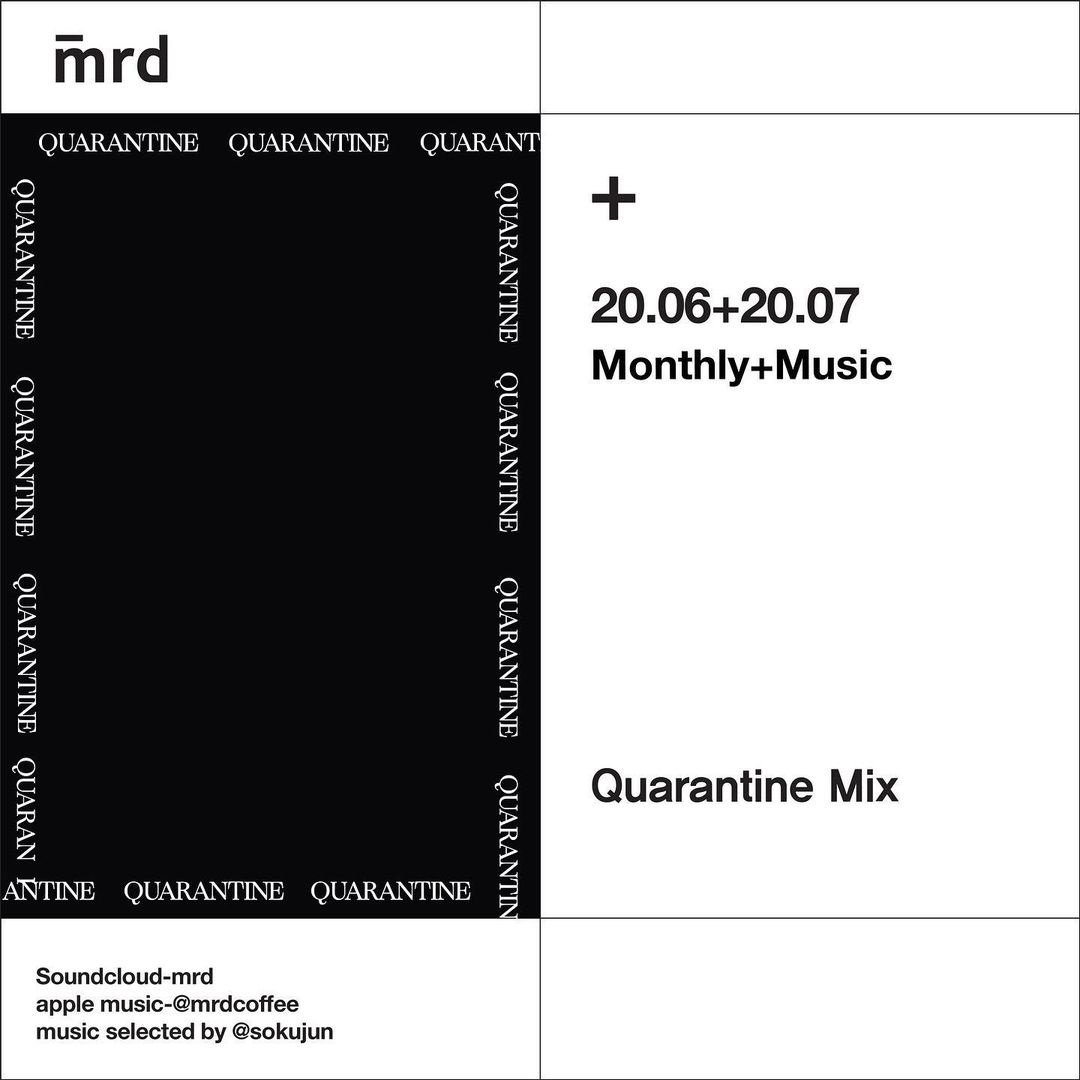 m̄rd
QUARANTINE QUARANTINE QUARANT
QUARANTINE
QUARANTINE
QUARANTINE
QUARAN
QUARANTINE
QUARANTINE
QUARANTINE
QUARANTIN
ANTINE QUARANTINE QUARANTINE
+
20.06+20.07
Monthly+Music
Quarantine Mix
Soundcloud-mrd
apple music-@mrdcoffee
music selected by @sokujun